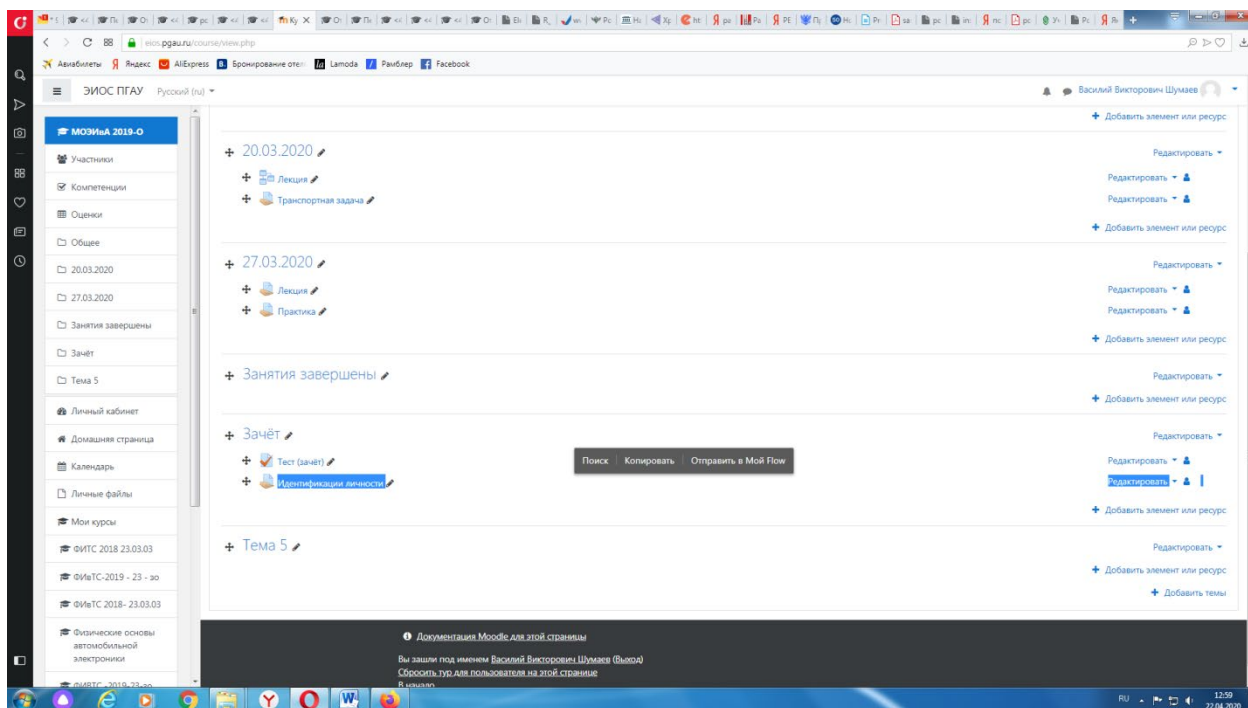 eios.pgau.ru/course/view.php
Авиабилеты Яндекс AliExpress Бронирование отел Lamoda Рамблер Facebook
ЭИОС ПГАУ Русский (ru) Василий Викторович Шумаев
Добавить элемент или ресурс
МОЭИвА 2019-О
Участники
Компетенции
Оценки
Общее
20.03.2020
27.03.2020
Занятия завершены
Зачёт
Тема 5
Личный кабинет
Домашняя страница
Календарь
Личные файлы
Мои курсы
ФИТС 2018 23.03.03
ФИвТС-2019 - 23 - зо
ФИвТС 2018- 23.03.03
Физические основы
автомобильной
электроники
20.03.2020 Редактировать
Лекция Редактировать
Транспортная задача Редактировать
Добавить элемент или ресурс
27.03.2020 Редактировать
Лекция Редактировать
Практика Редактировать
Добавить элемент или ресурс
Занятия завершены Редактировать
Добавить элемент или ресурс
Зачёт Редактировать
Поиск Копировать Отправить в Мой Flow
Тест (зачёт) Редактировать
Идентификации личности Редактировать
Добавить элемент или ресурс
Тема 5 Редактировать
Добавить элемент или ресурс
Добавить темы
Документация Moodle для этой страницы
Вы зашли под именем Василий Викторович Шумаев (Выход)
Сбросить тур для пользователя на этой странице
В начало
RU 12:59
22.04.2020